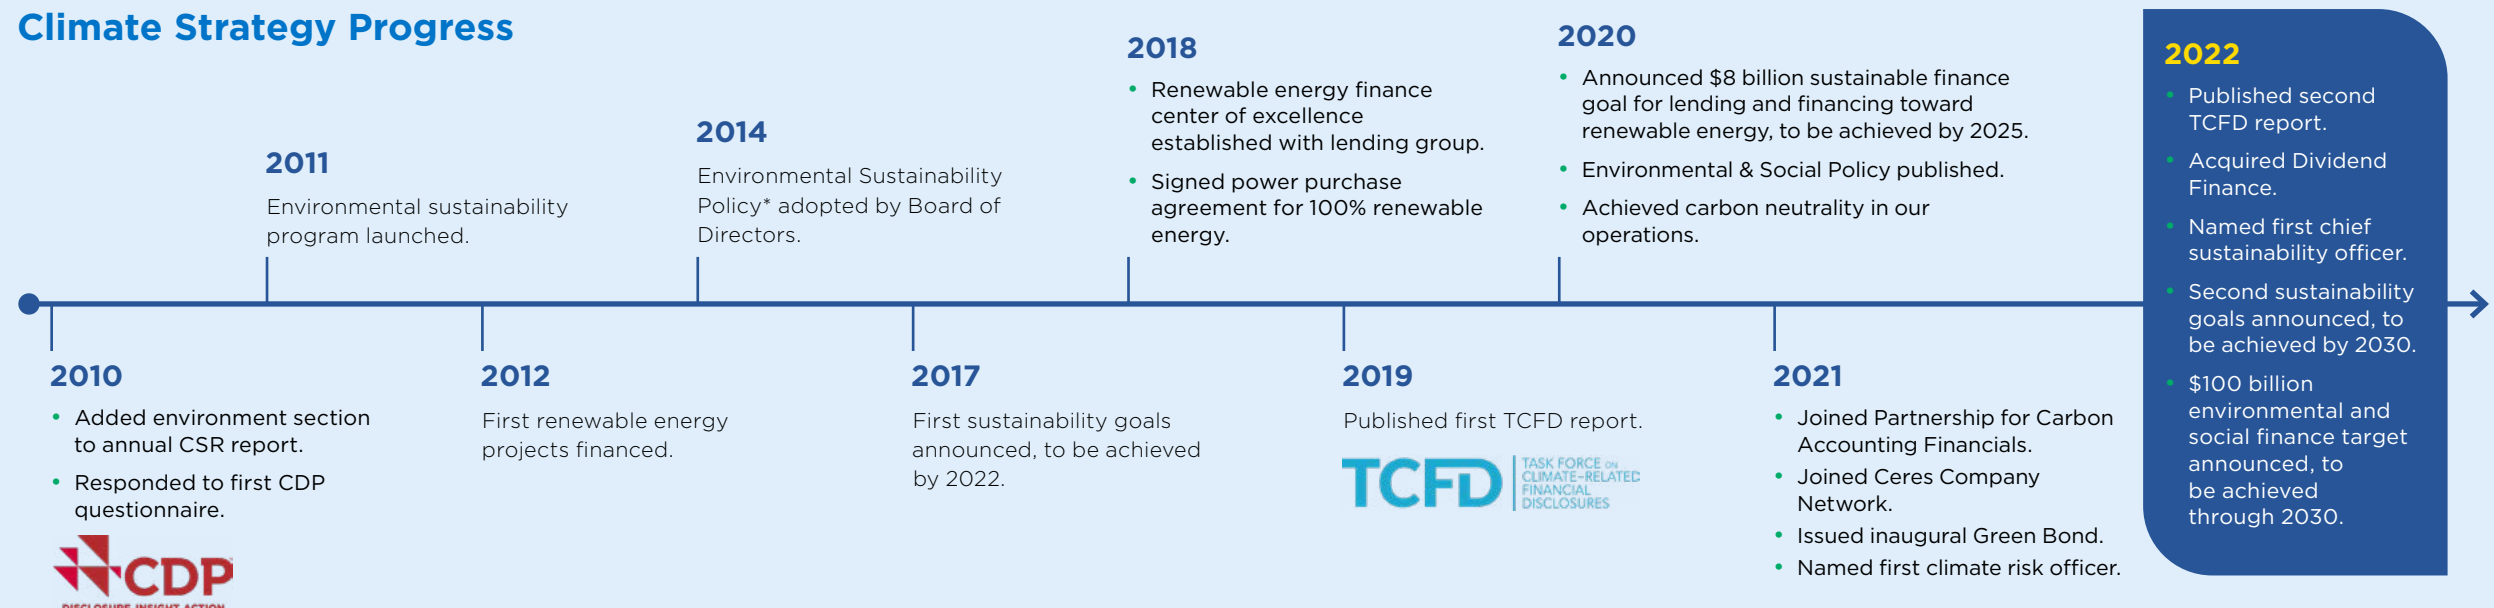 Climate Strategy Progress
2010
• Added environment section
to annual CSR report.
• Responded to first CDP
questionnaire.
CDP
DISCLOSURE INSIGHT ACTION
2011
Environmental sustainability
program launched.
2012
First renewable energy
projects financed.
2014
Environmental Sustainability
Policy* adopted by Board of
Directors.
2017
First sustainability goals
announced, to be achieved
by 2022.
2018
• Renewable energy finance
center of excellence
established with lending group.
• Signed power purchase
agreement for 100% renewable
energy.
2019
Published first TCFD report.
TCFD
TASK FORCE ON
CLIMATE-RELATED
FINANCIAL
DISCLOSURES
2020
• Announced $8 billion sustainable finance
goal for lending and financing toward
renewable energy, to be achieved by 2025.
• Environmental & Social Policy published.
• Achieved carbon neutrality in our
operations.
2021
• Joined Partnership for Carbon
Accounting Financials.
• Joined Ceres Company
Network.
• Issued inaugural Green Bond.
• Named first climate risk officer.
2022
• Published second
TCFD report.
• Acquired Dividend
Finance.
• Named first chief
sustainability officer.
• Second sustainability
goals announced, to
be achieved by 2030.
• $100 billion
environmental and
social finance target
announced, to
be achieved
through 2030.